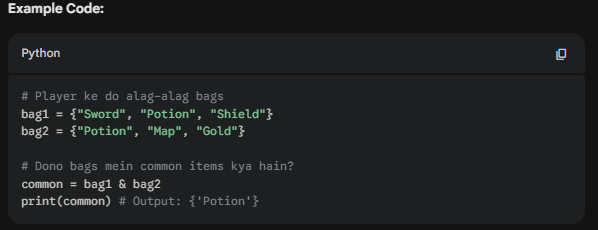 Example Code:
Python
# Player ke do alag-alag bags
bag1 = {"Sword", "Potion", "Shield"}
bag2 = {"Potion", "Map", "Gold"}
# Dono bags mein common items kya hain?
common = bag1 & bag2
print(common) # Output: {'Potion'}